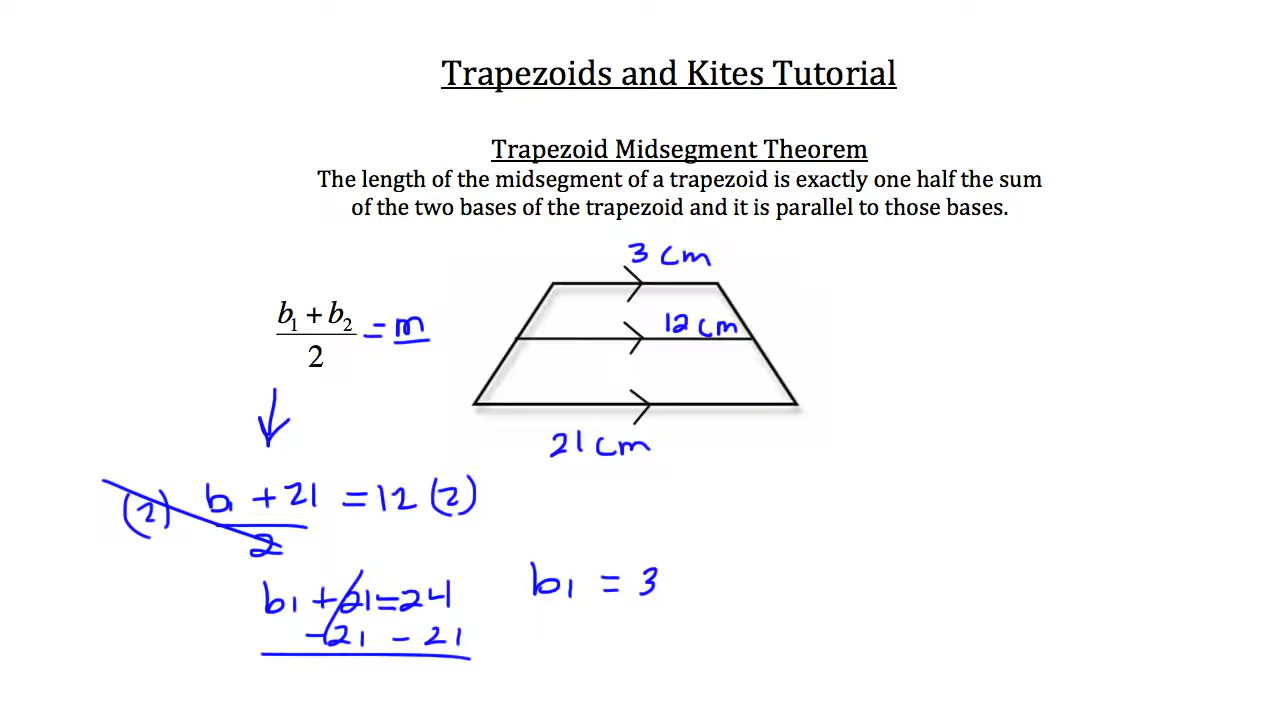 Trapezoids and Kites Tutorial
Trapezoid Midsegment Theorem
The length of the midsegment of a trapezoid is exactly one half the sum
of the two bases of the trapezoid and it is parallel to those bases.
3 cm
12 cm
21 cm
b₁ + b₂
2
= m
(2) b₁ + 21 = 12 (2)
2
b₁ + 21 = 24
- 21 - 21
b₁ = 3